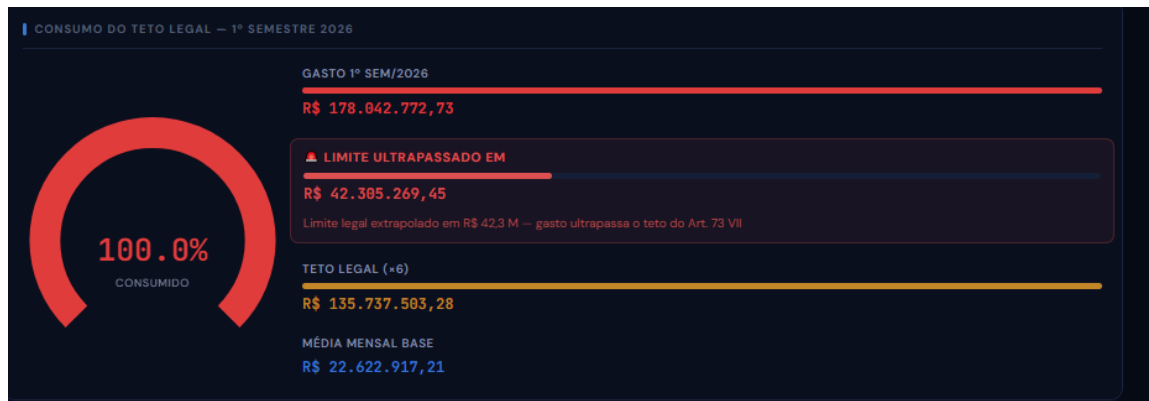 CONSUMO DO TETO LEGAL — 1º SEMESTRE 2026
GASTO 1º SEM/2026
R$ 178.042.772,73
🚨 LIMITE ULTRAPASSADO EM
R$ 42.305.269,45
Limite legal extrapolado em R$ 42,3 M — gasto ultrapassa o teto do Art. 73 VII
100.0%
CONSUMIDO
TETO LEGAL (×6)
R$ 135.737.503,28
MÉDIA MENSAL BASE
R$ 22.622.917,21